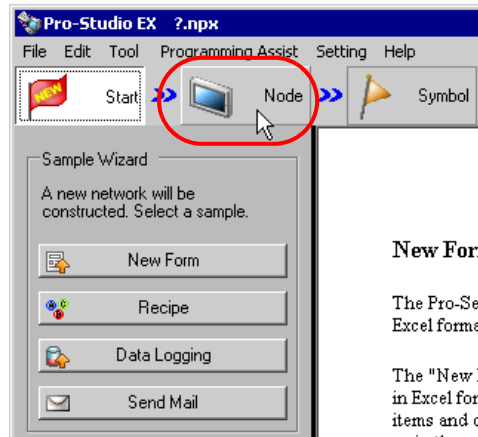 Pro-Studio EX ?.npx
File Edit Tool Programming Assist Setting Help
NEW Start Node Symbol
Sample Wizard
A new network will be
constructed. Select a sample.
New Form
Recipe
Data Logging
Send Mail
New For
The Pro-Se
Excel forma
The "New
in Excel for
items and